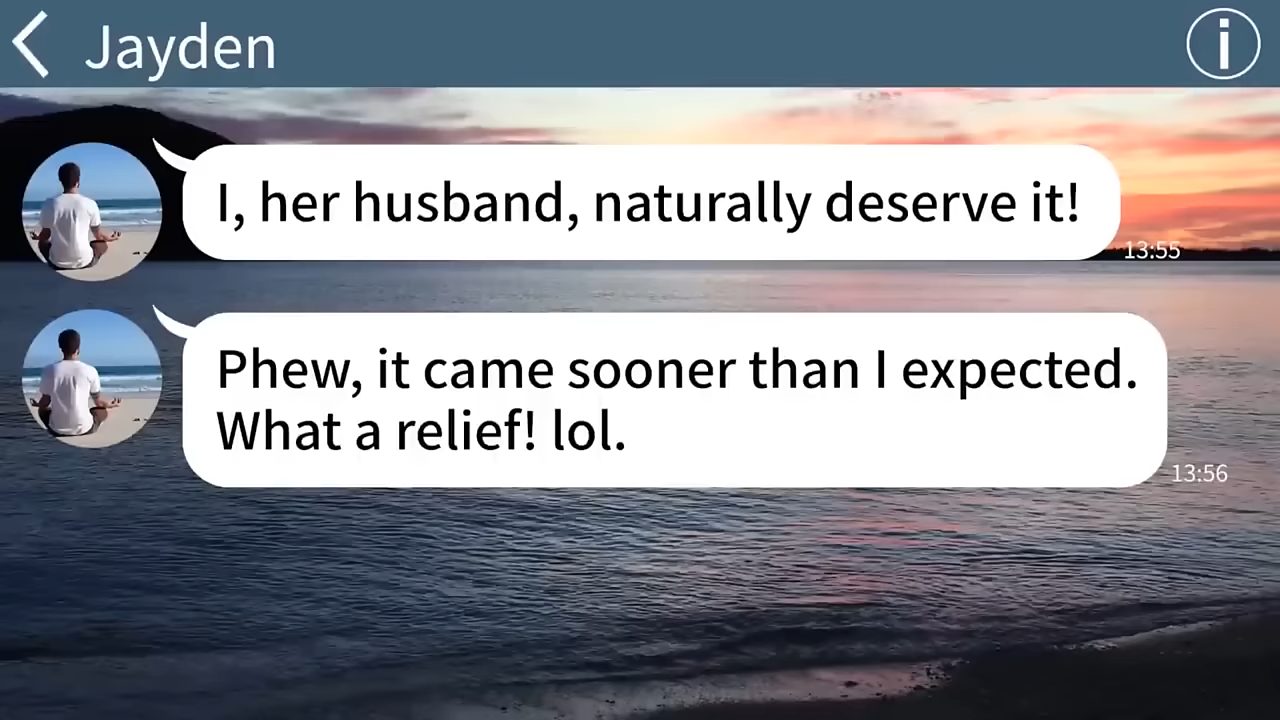 Jayden
I, her husband, naturally deserve it!
13:55
Phew, it came sooner than I expected.
What a relief! lol.
13:56